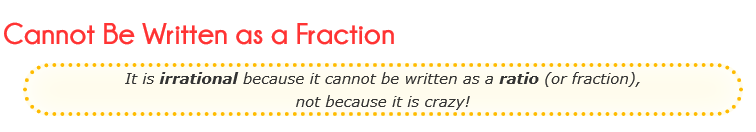 Cannot Be Written as a Fraction
It is irrational because it cannot be written as a ratio (or fraction),
not because it is crazy!